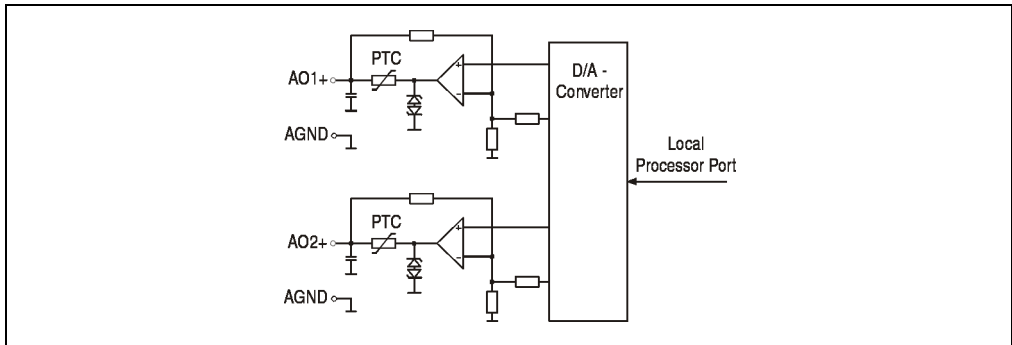 PTC
AO1+
+
-
AGND
D/A -
Converter
Local
Processor Port
PTC
AO2+
+
-
AGND